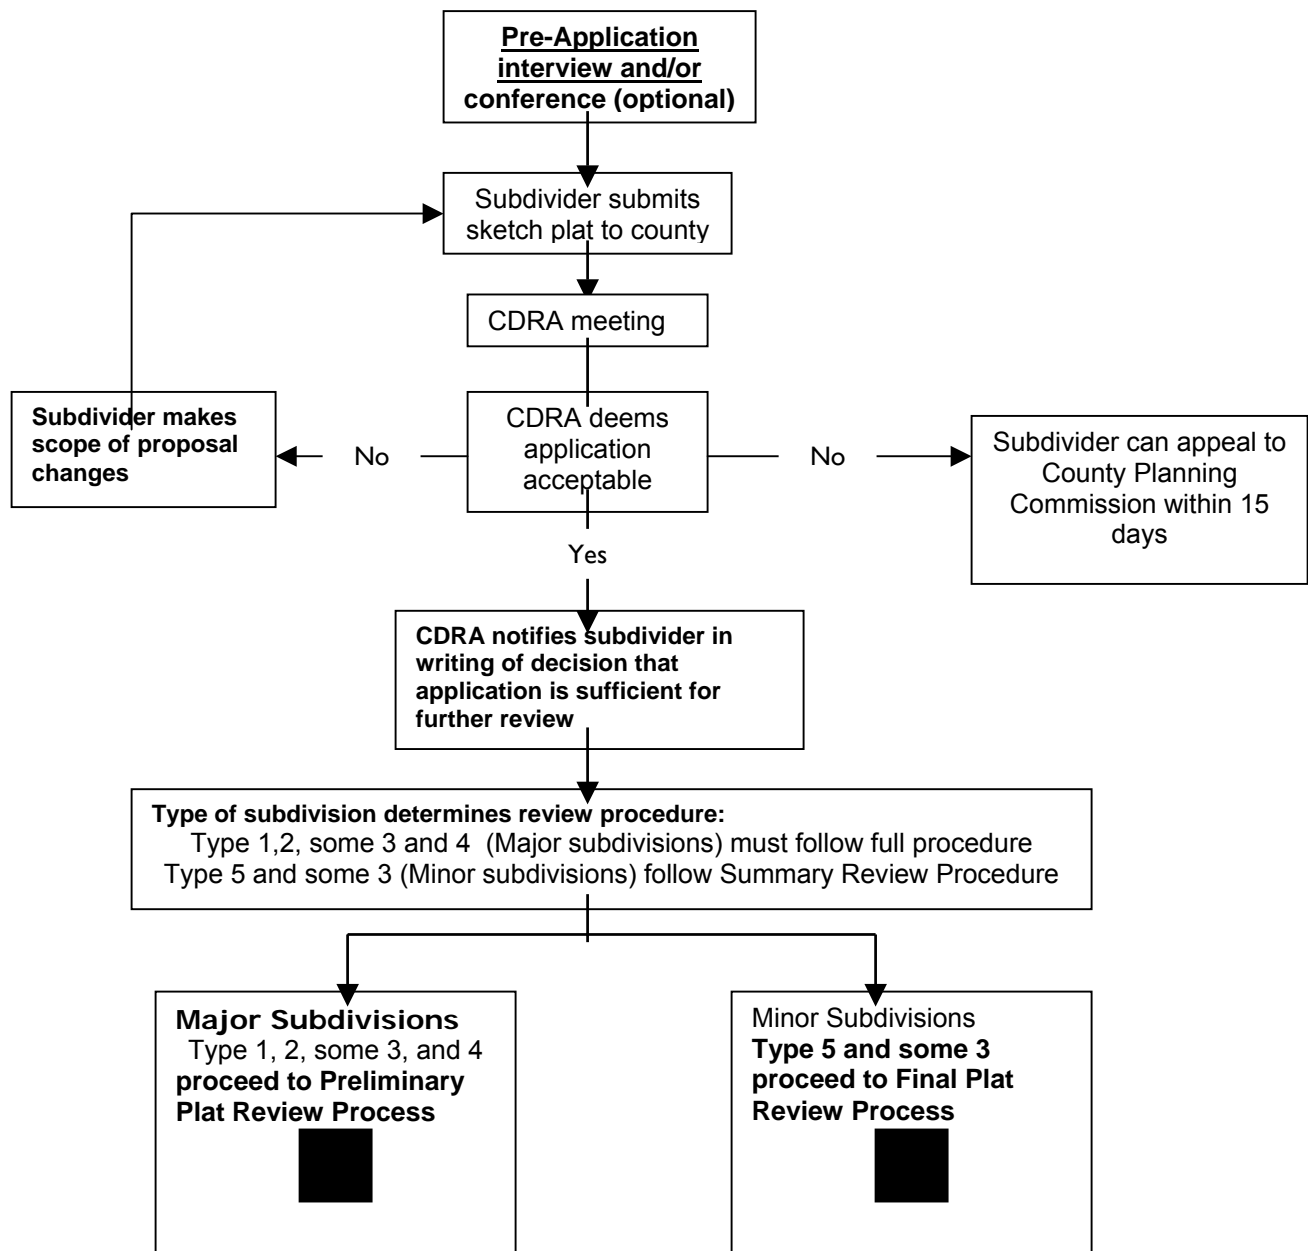 Pre-Application
interview and/or
conference (optional)
Subdivider submits
sketch plat to county
CDRA meeting
Subdivider makes
scope of proposal
changes
No
CDRA deems
application
acceptable
No
Subdivider can appeal to
County Planning
Commission within 15
days
Yes
CDRA notifies subdivider in
writing of decision that
application is sufficient for
further review
Type of subdivision determines review procedure:
Type 1,2, some 3 and 4 (Major subdivisions) must follow full procedure
Type 5 and some 3 (Minor subdivisions) follow Summary Review Procedure
Major Subdivisions
Type 1, 2, some 3, and 4
proceed to Preliminary
Plat Review Process
Minor Subdivisions
Type 5 and some 3
proceed to Final Plat
Review Process